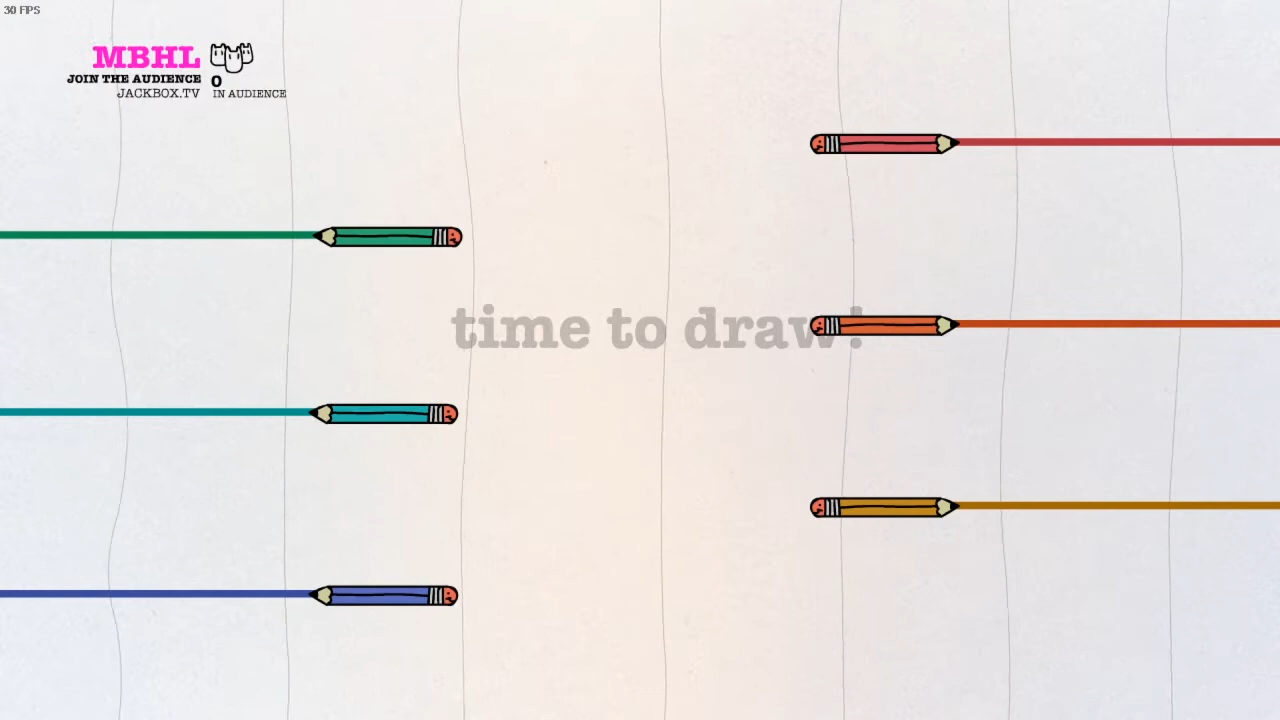 30 FPS
MBHL
JOIN THE AUDIENCE
JACKBOX.TV
0
IN AUDIENCE
time to draw!